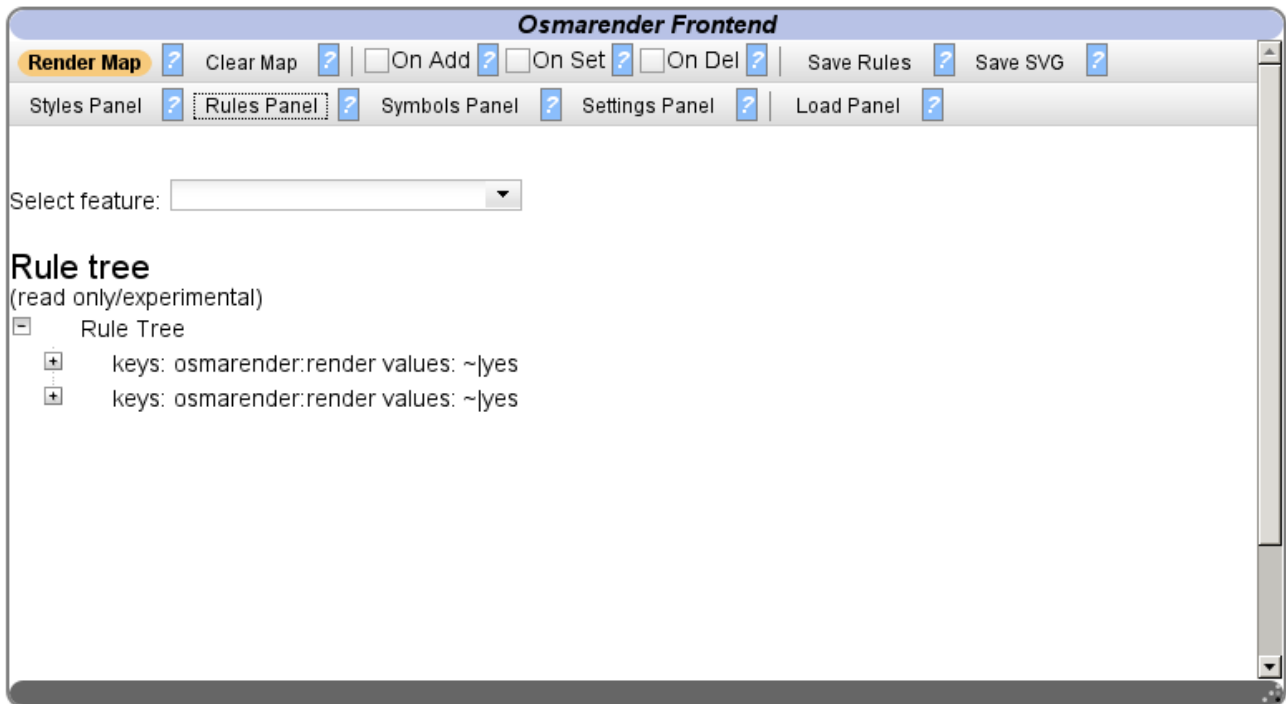 Osmarender Frontend
Render Map ? Clear Map ? On Add ? On Set ? On Del ? Save Rules ? Save SVG ?
Styles Panel ? Rules Panel ? Symbols Panel ? Settings Panel ? Load Panel ?
Select feature:
Rule tree
(read only/experimental)
Rule Tree
keys: osmarender:render values: ~|yes
keys: osmarender:render values: ~|yes